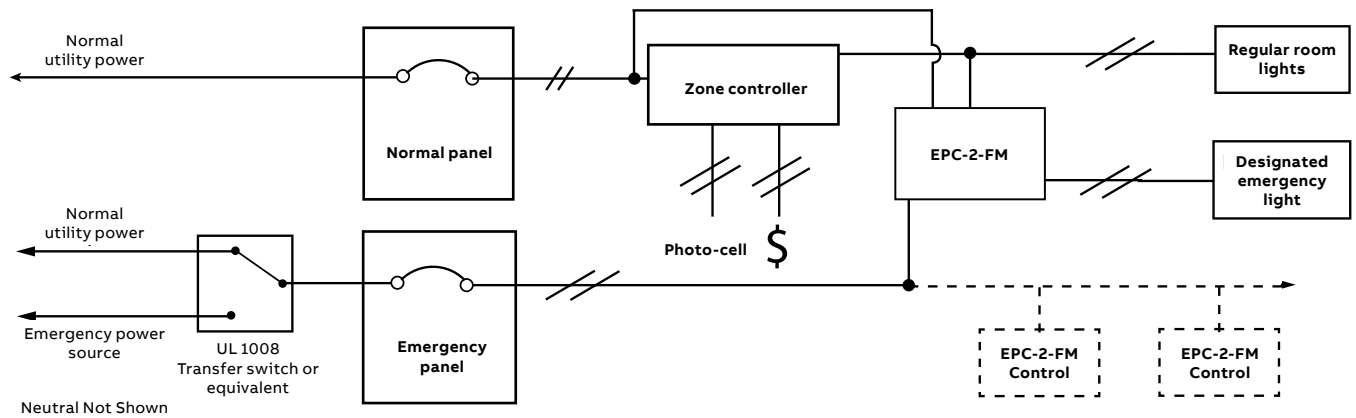 Normal
utility power
Normal panel
Zone controller
Regular room
lights
EPC-2-FM
Designated
emergency
light
Photo-cell
$
Normal
utility power
Emergency power
source
UL 1008
Transfer switch or
equivalent
Emergency
panel
EPC-2-FM
Control
EPC-2-FM
Control
Neutral Not Shown